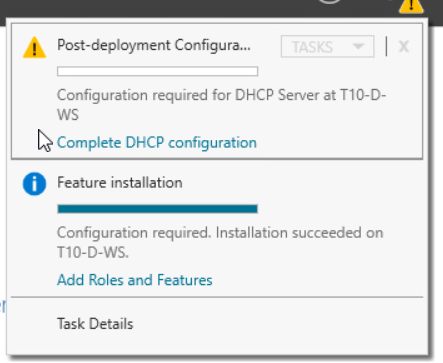 Post-deployment Configura...
TASKS
X
Configuration required for DHCP Server at T10-D-
WS
Complete DHCP configuration
Feature installation
Configuration required. Installation succeeded on
T10-D-WS.
Add Roles and Features
Task Details